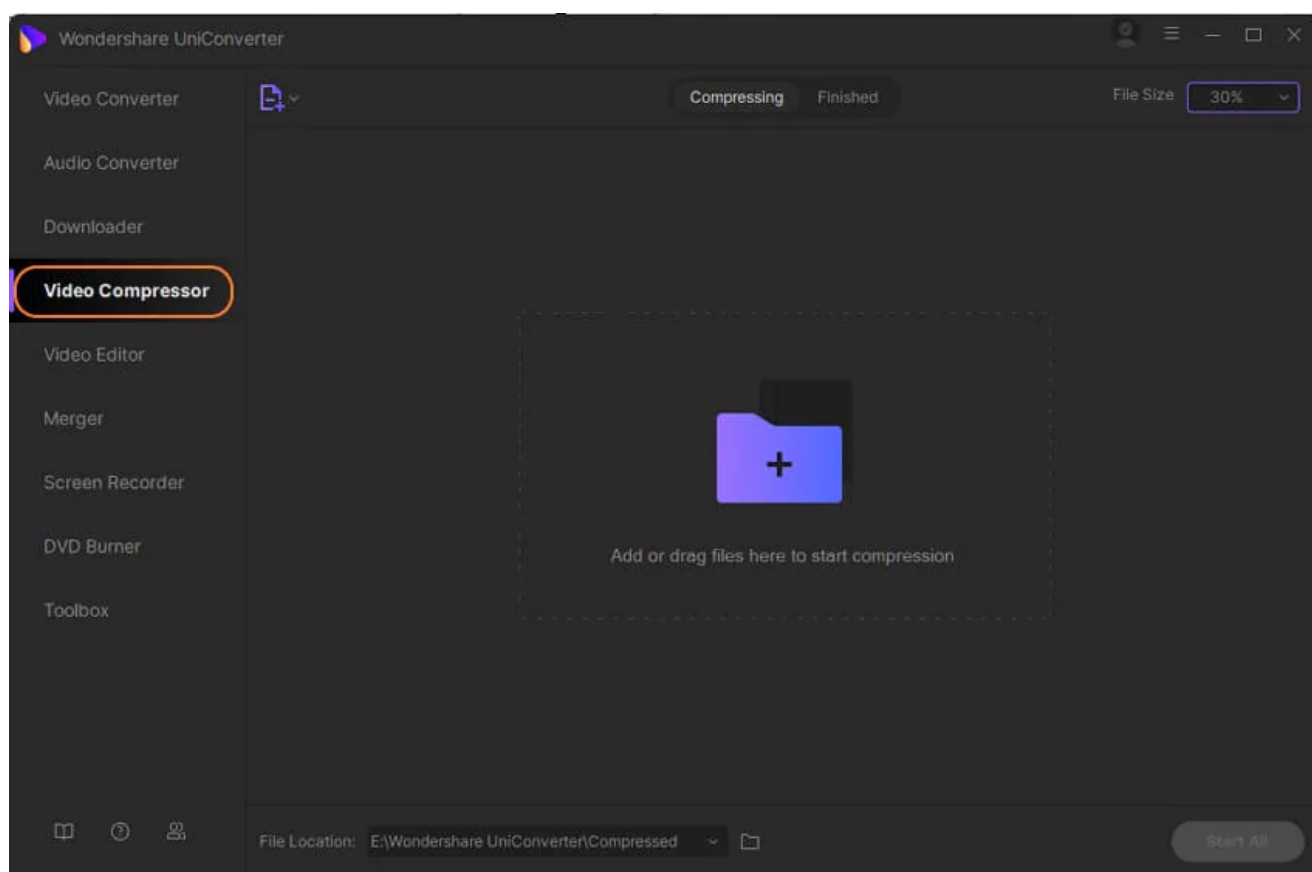 Wondershare UniConverter
Video Converter
Compressing Finished
File Size 30%
Audio Converter
Downloader
Video Compressor
Video Editor
Merger
Screen Recorder
DVD Burner
Add or drag files here to start compression
Toolbox
File Location: E:\Wondershare UniConverter\Compressed
Start All